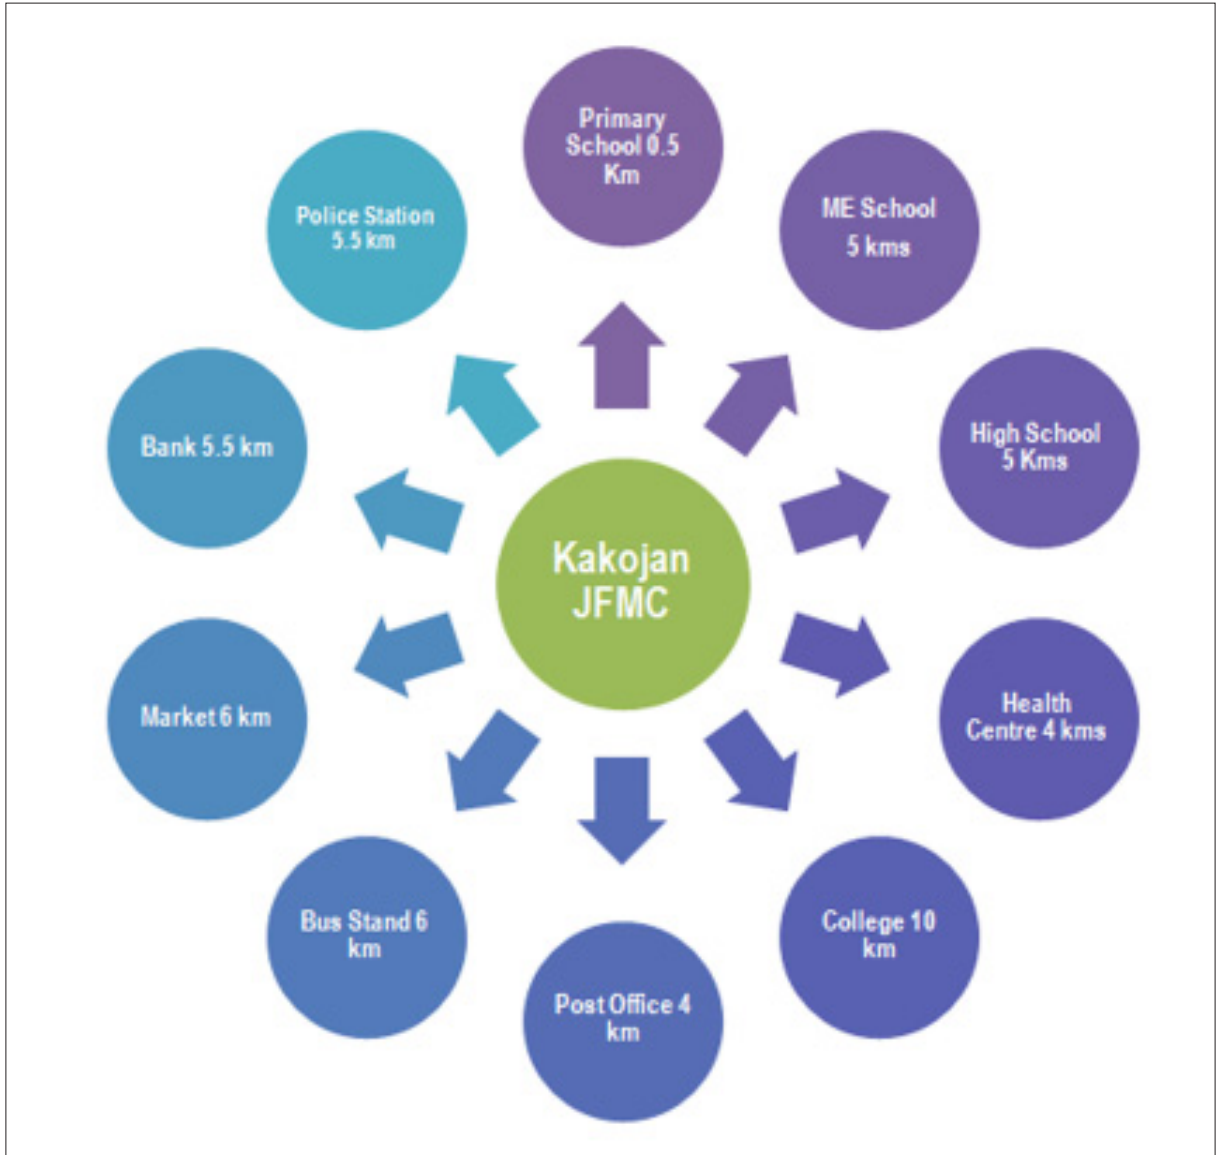 Primary
School 0.5
Km
ME School
5 kms
High School
5 Kms
Health
Centre 4 kms
College 10
km
Post Office 4
km
Bus Stand 6
km
Market 6 km
Bank 5.5 km
Police Station
5.5 km
Kakojan
JFMC